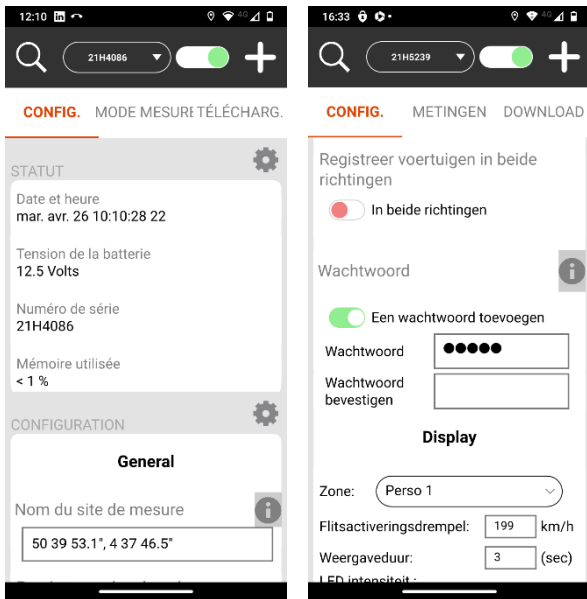 12:10
4G
21H4086
CONFIG. MODE MESURE TÉLÉCHARG.
STATUT
Date et heure
mar. avr. 26 10:10:28 22
Tension de la batterie
12.5 Volts
Numéro de série
21H4086
Mémoire utilisée
< 1 %
CONFIGURATION
General
Nom du site de mesure
50 39 53.1", 4 37 46.5"
16:33
4G
21H5239
CONFIG. METINGEN DOWNLOAD
Registreer voertuigen in beide
richtingen
In beide richtingen
Wachtwoord
Een wachtwoord toevoegen
Wachtwoord
Wachtwoord
bevestigen
Display
Zone: Perso 1
Flitsactiveringsdrempel: 199 km/h
Weergaveduur: 3 (sec)
LED intensiteit :